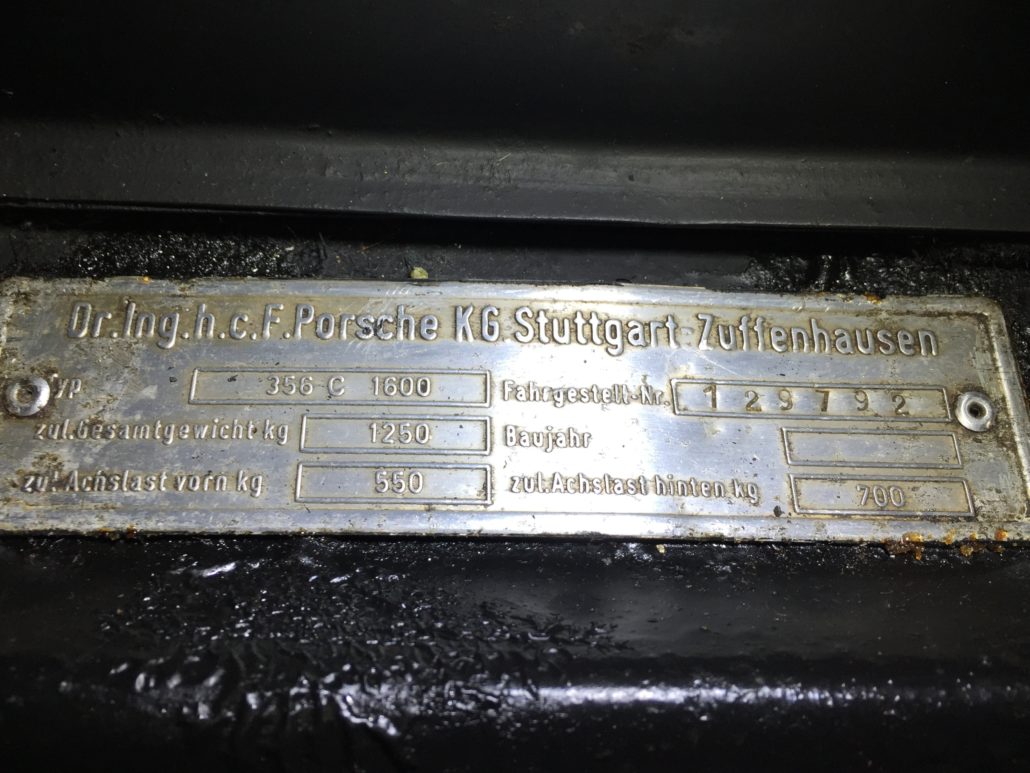 Dr.Ing.h.c.F.Porsche KG Stuttgart-Zuffenhausen
Typ 356 C 1600 Fahrgestell-Nr. 129792
zul.Gesamtgewicht kg 1250 Baujahr
zul.Achslast vorn kg 550 zul.Achslast hinten kg 700